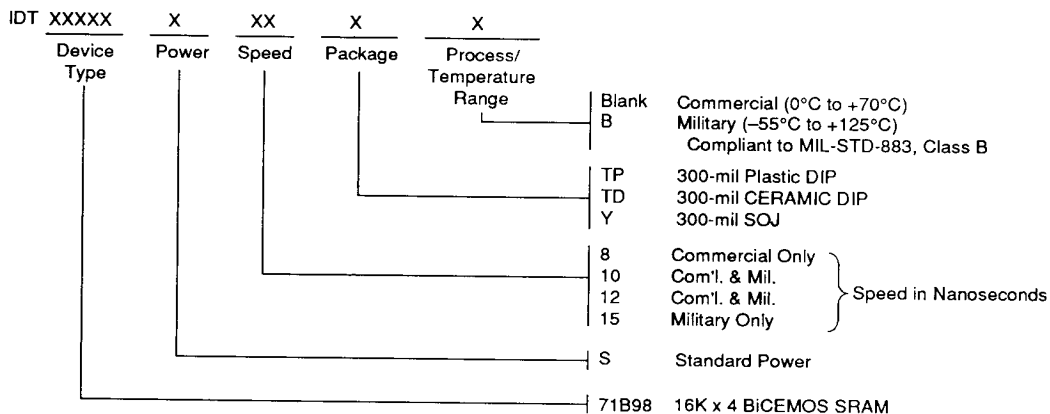 IDT XXXXX X XX X X
Device Type Power Speed Package Process/ Temperature Range
Blank Commercial (0°C to +70°C)
B Military (–55°C to +125°C)
Compliant to MIL-STD-883, Class B
TP 300-mil Plastic DIP
TD 300-mil CERAMIC DIP
Y 300-mil SOJ
8 Commercial Only
10 Com'l. & Mil.
12 Com'l. & Mil.
15 Military Only
Speed in Nanoseconds
S Standard Power
71B98 16K x 4 BiCEMOS SRAM